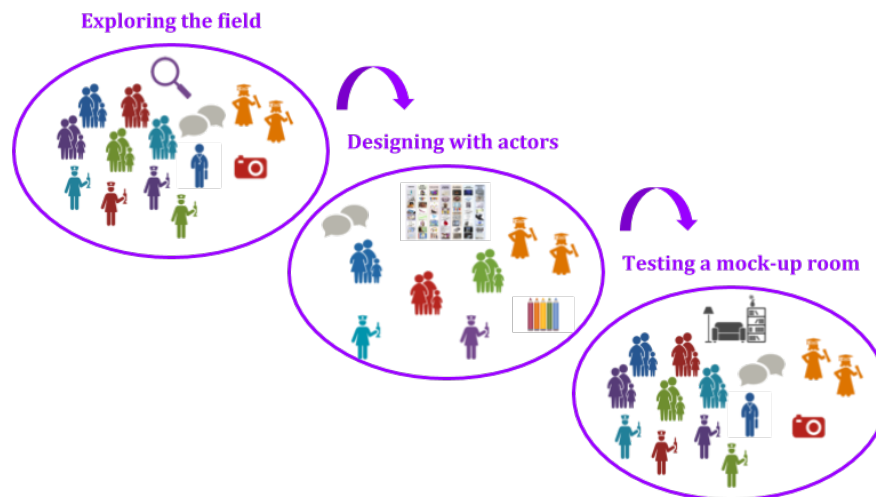 Exploring the field
Designing with actors
Testing a mock-up room